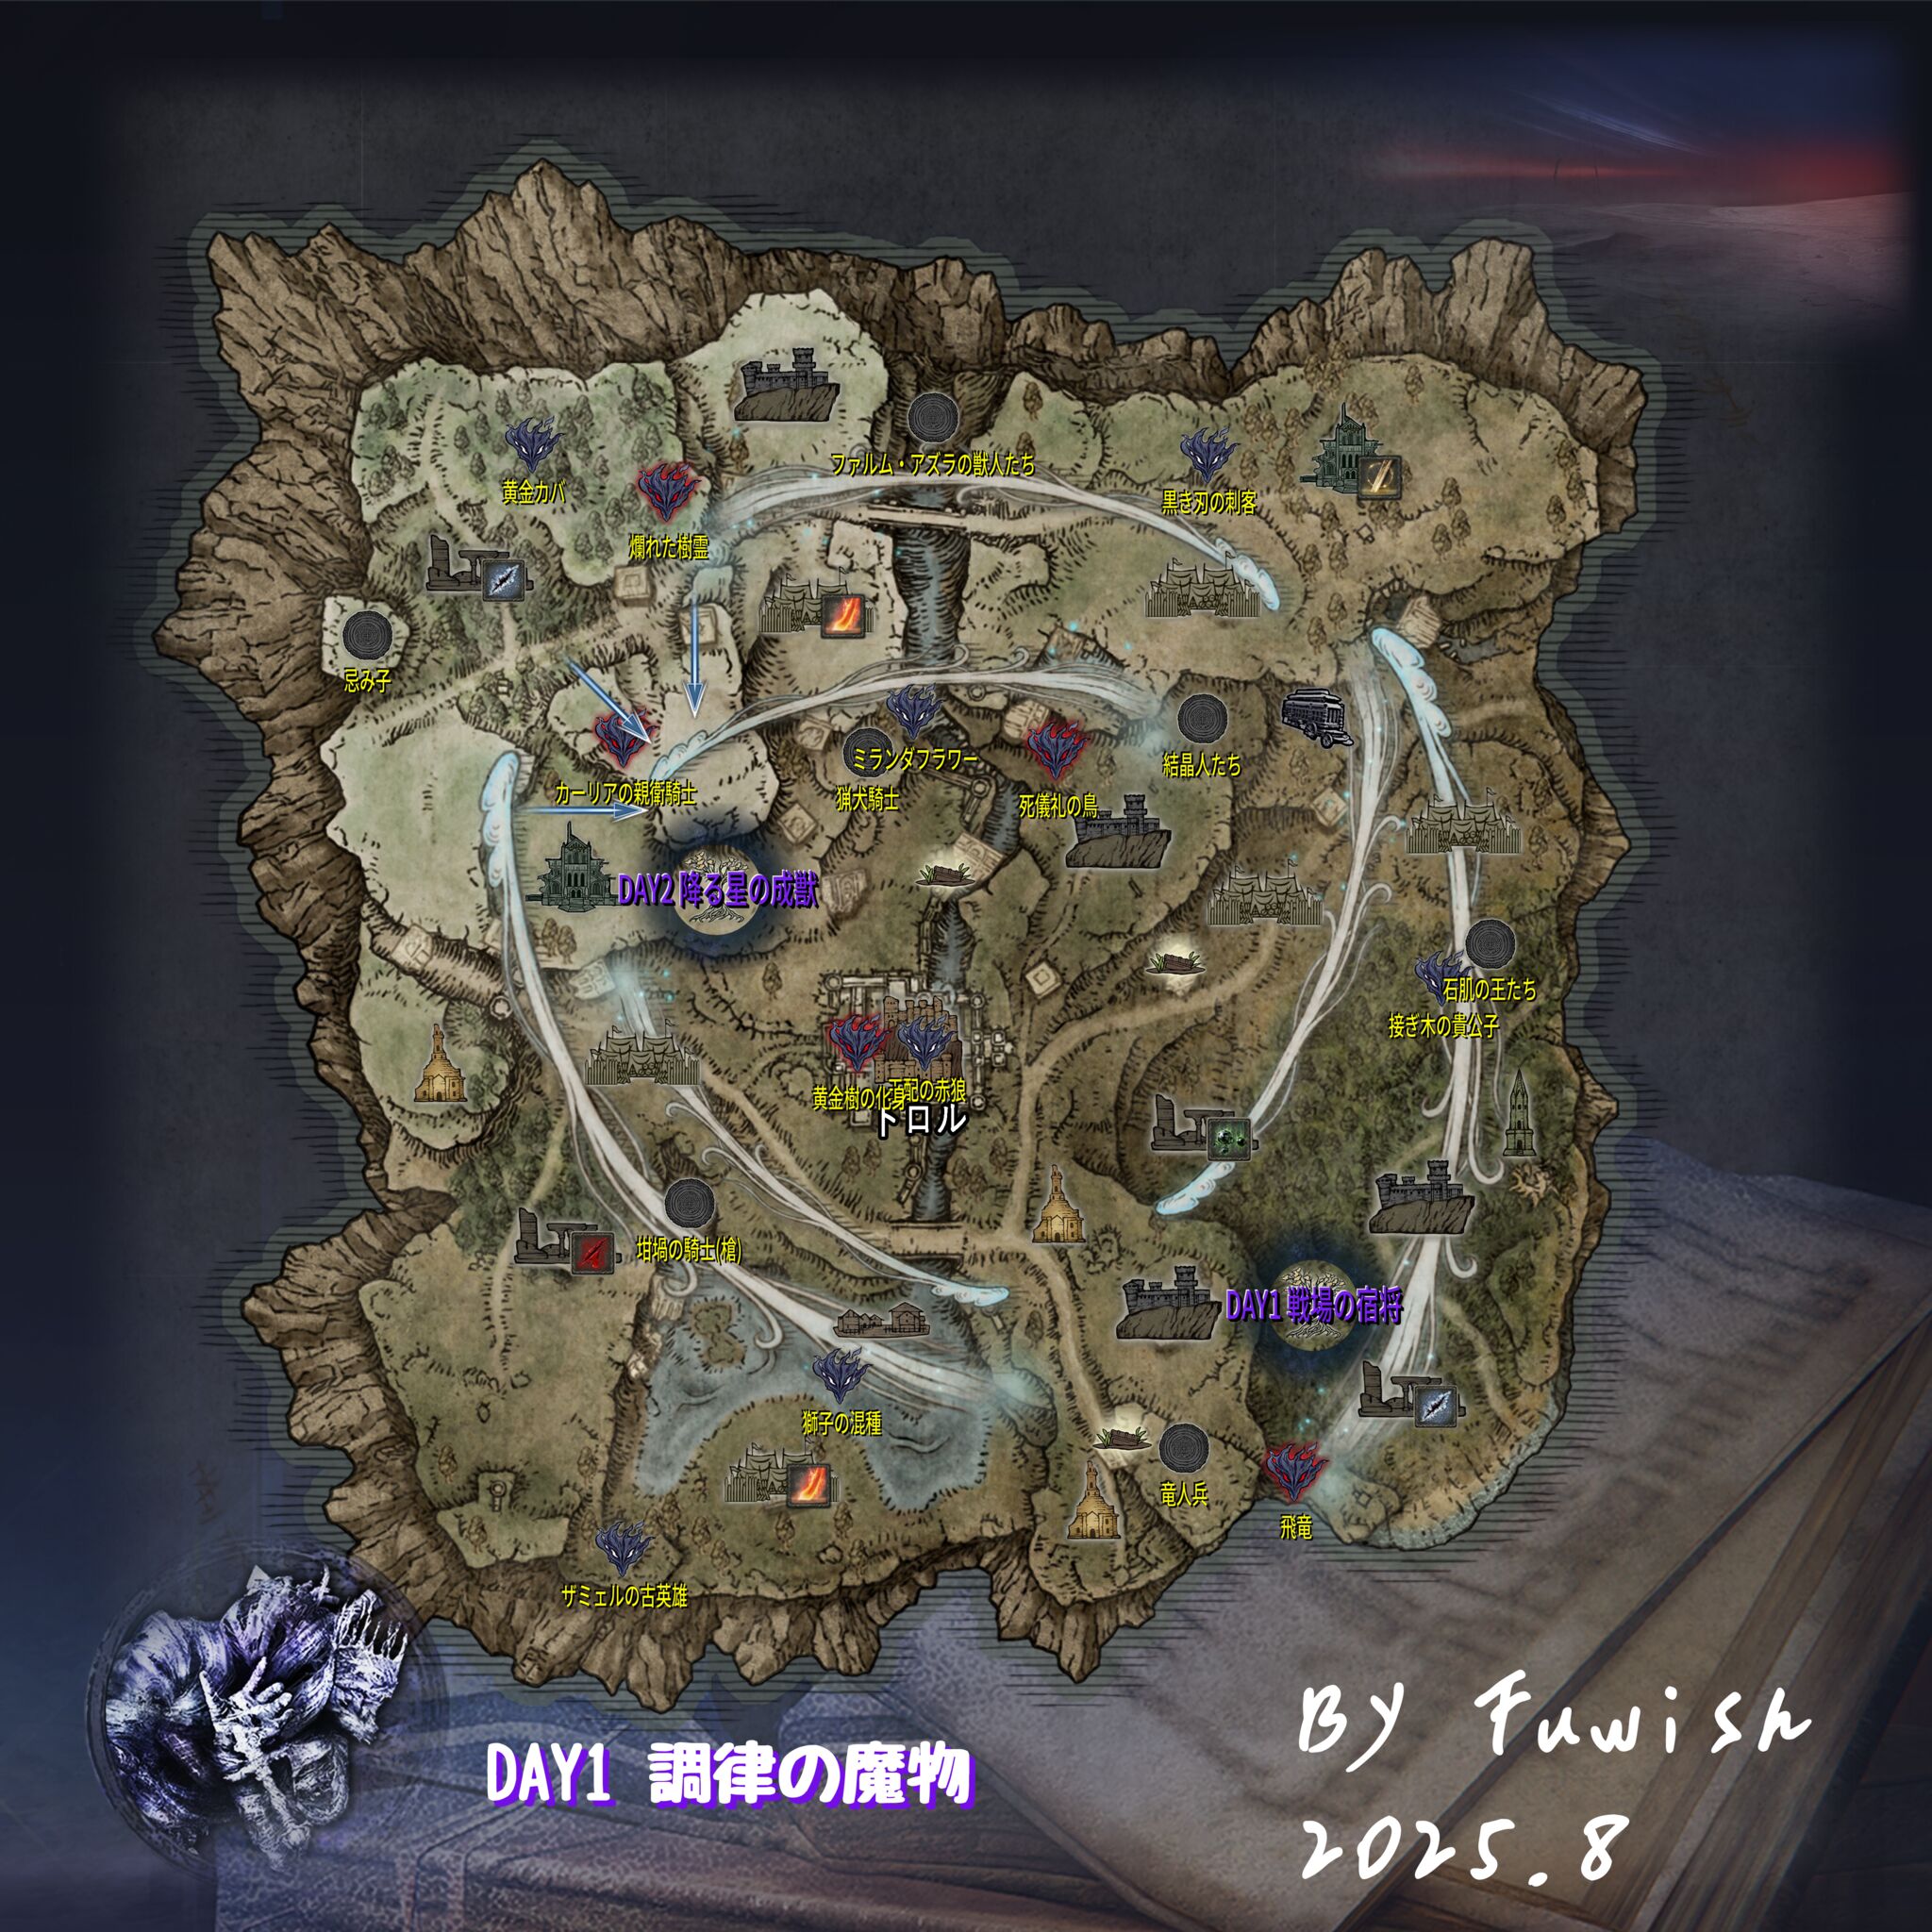 ファルム・アズラの獣人たち
黄金カバ
黒き刃の刺客
爛れた樹霊
忌み子
ミランダフラワー
結晶人たち
カーリアの親衛騎士
猟犬騎士
死儀礼の鳥
DAY2 降る星の成獣
石肌の王たち
接ぎ木の貴公子
黄金樹の化身
配の赤狼
トロル
坩堝の騎士(槍)
DAY1 戦場の宿将
獅子の混種
竜人兵
飛竜
ザミェルの古英雄
DAY1 調律の魔物
BY Fuwish
2025.8